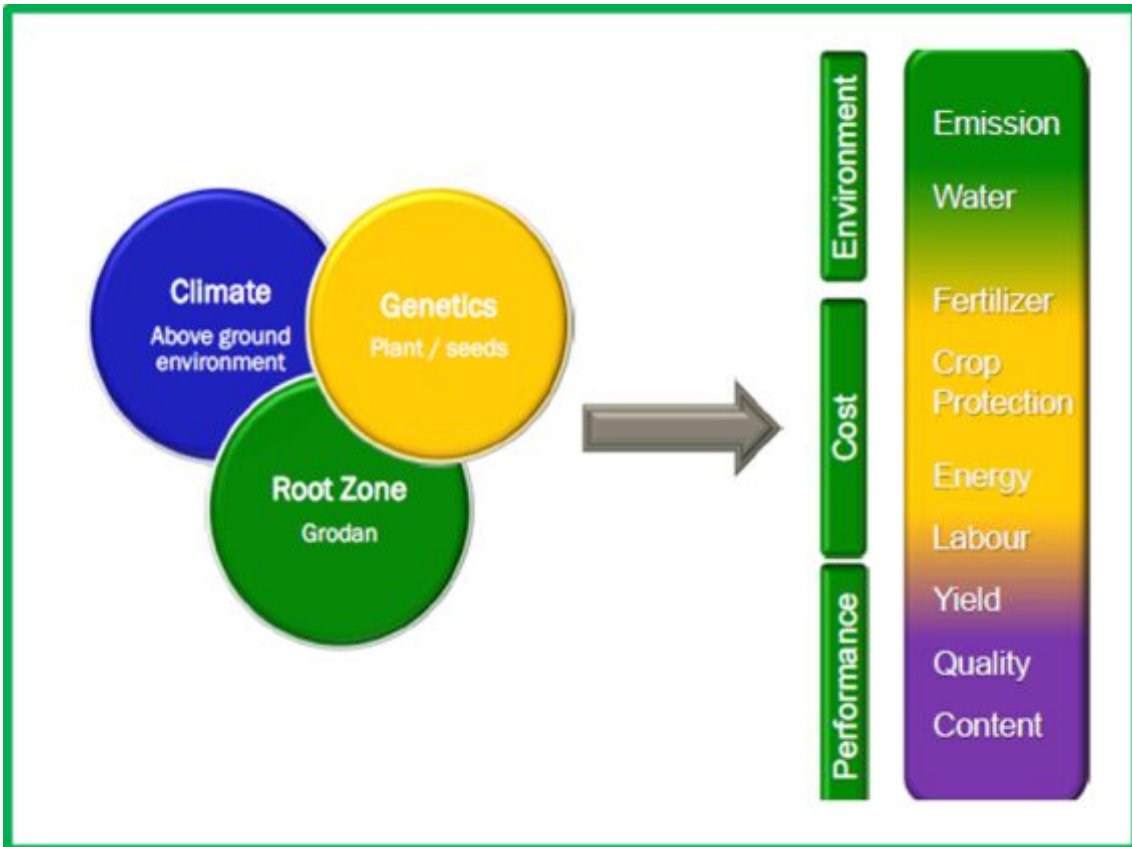 Climate
Above ground
environment
Genetics
Plant / seeds
Root Zone
Grodan
Environment
Cost
Performance
Emission
Water
Fertilizer
Crop
Protection
Energy
Labour
Yield
Quality
Content